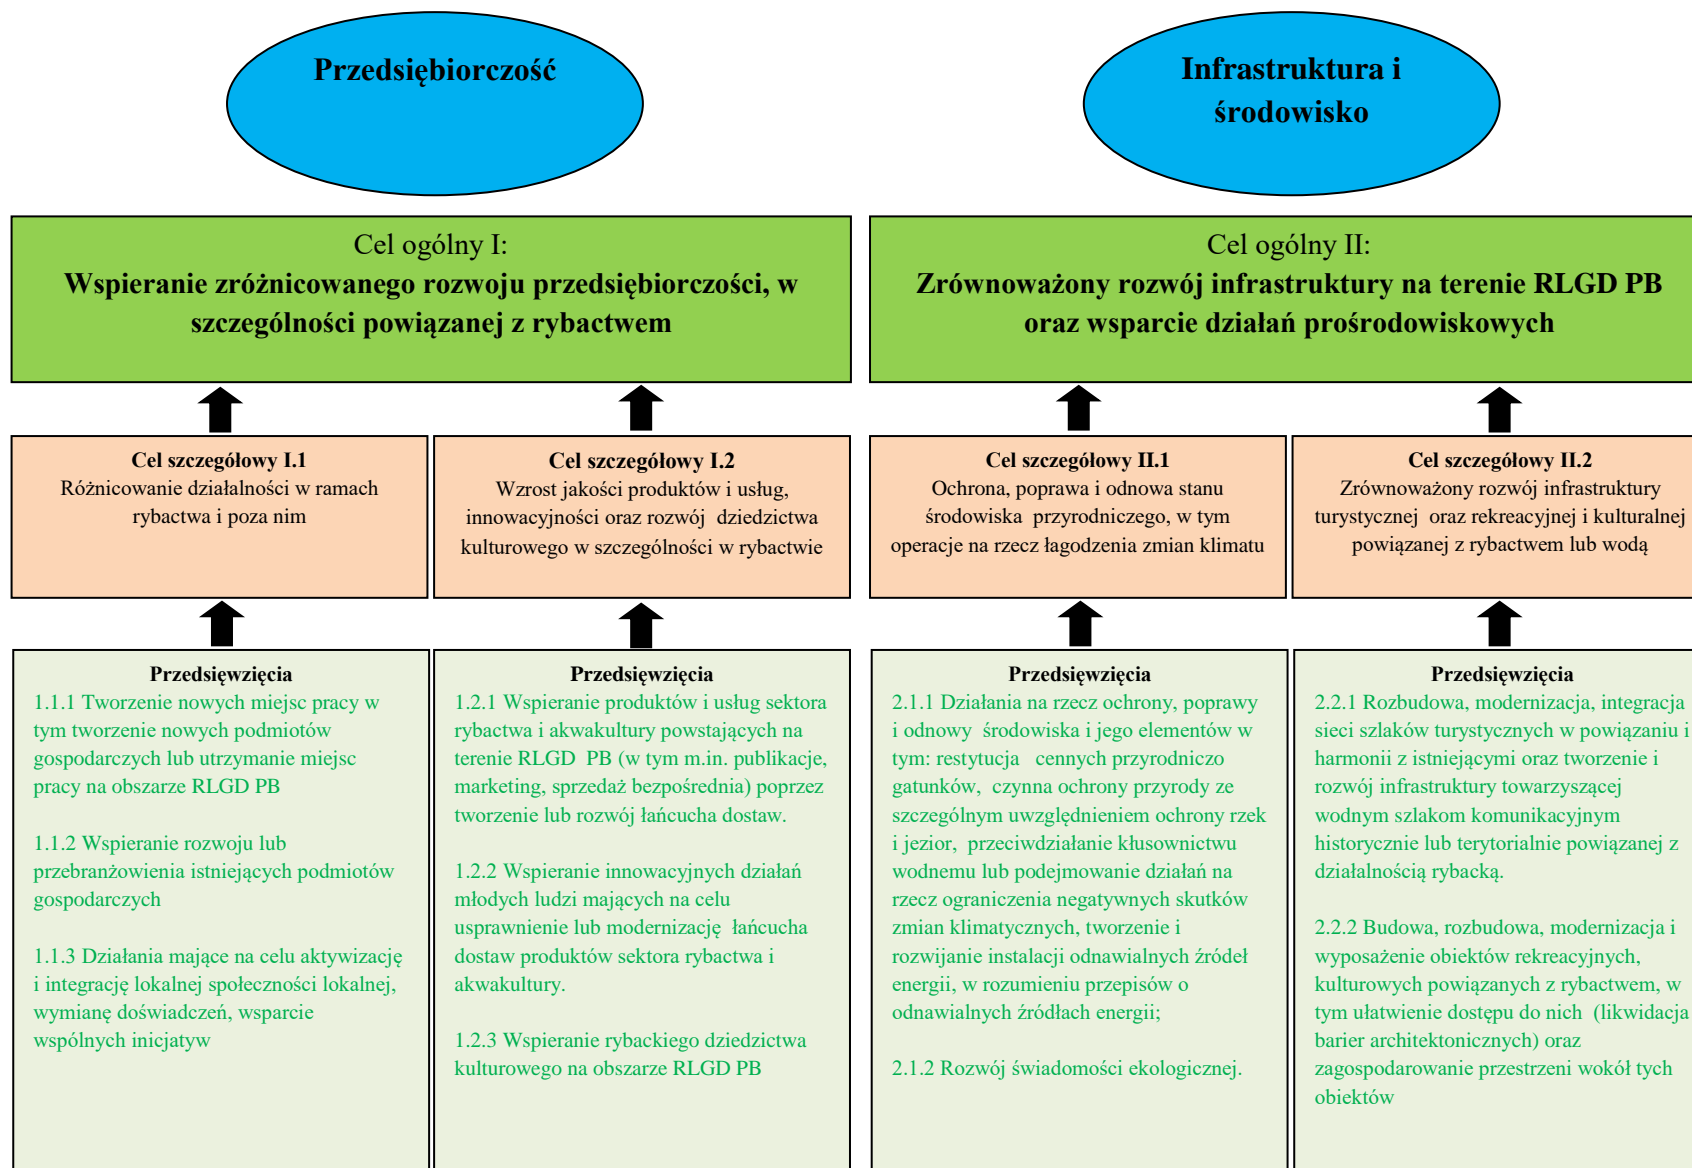 Przedsiębiorczość
Infrastruktura i
środowisko
Cel ogólny I:
Wspieranie zróżnicowanego rozwoju przedsiębiorczości, w
szczególności powiązanej z rybactwem
Cel ogólny II:
Zrównoważony rozwój infrastruktury na terenie RLGD PB
oraz wsparcie działań prośrodowiskowych
Cel szczegółowy I.1
Różnicowanie działalności w ramach
rybactwa i poza nim
Cel szczegółowy I.2
Wzrost jakości produktów i usług,
innowacyjności oraz rozwój dziedzictwa
kulturowego w szczególności w rybactwie
Cel szczegółowy II.1
Ochrona, poprawa i odnowa stanu
środowiska przyrodniczego, w tym
operacje na rzecz łagodzenia zmian klimatu
Cel szczegółowy II.2
Zrównoważony rozwój infrastruktury
turystycznej oraz rekreacyjnej i kulturalnej
powiązanej z rybactwem lub wodą
Przedsięwzięcia
1.1.1 Tworzenie nowych miejsc pracy w
tym tworzenie nowych podmiotów
gospodarczych lub utrzymanie miejsc
pracy na obszarze RLGD PB
1.1.2 Wspieranie rozwoju lub
przebranżowienia istniejących podmiotów
gospodarczych
1.1.3 Działania mające na celu aktywizację
i integrację lokalnej społeczności lokalnej,
wymianę doświadczeń, wsparcie
wspólnych inicjatyw
Przedsięwzięcia
1.2.1 Wspieranie produktów i usług sektora
rybactwa i akwakultury powstających na
terenie RLGD PB (w tym m.in. publikacje,
marketing, sprzedaż bezpośrednia) poprzez
tworzenie lub rozwój łańcucha dostaw.
1.2.2 Wspieranie innowacyjnych działań
młodych ludzi mających na celu
usprawnienie lub modernizację łańcucha
dostaw produktów sektora rybactwa i
akwakultury.
1.2.3 Wspieranie rybackiego dziedzictwa
kulturowego na obszarze RLGD PB
Przedsięwzięcia
2.1.1 Działania na rzecz ochrony, poprawy
i odnowy środowiska i jego elementów w
tym: restytucja cennych przyrodniczo
gatunków, czynna ochrony przyrody ze
szczególnym uwzględnieniem ochrony rzek
i jezior, przeciwdziałanie kłusownictwu
wodnemu lub podejmowanie działań na
rzecz ograniczenia negatywnych skutków
zmian klimatycznych, tworzenie i
rozwijanie instalacji odnawialnych źródeł
energii, w rozumieniu przepisów o
odnawialnych źródłach energii;
2.1.2 Rozwój świadomości ekologicznej.
Przedsięwzięcia
2.2.1 Rozbudowa, modernizacja, integracja
sieci szlaków turystycznych w powiązaniu i
harmonii z istniejącymi oraz tworzenie i
rozwój infrastruktury towarzyszącej
wodnym szlakom komunikacyjnym
historycznie lub terytorialnie powiązanej z
działalnością rybacką.
2.2.2 Budowa, rozbudowa, modernizacja i
wyposażenie obiektów rekreacyjnych,
kulturowych powiązanych z rybactwem, w
tym ułatwienie dostępu do nich (likwidacja
barier architektonicznych) oraz
zagospodarowanie przestrzeni wokół tych
obiektów